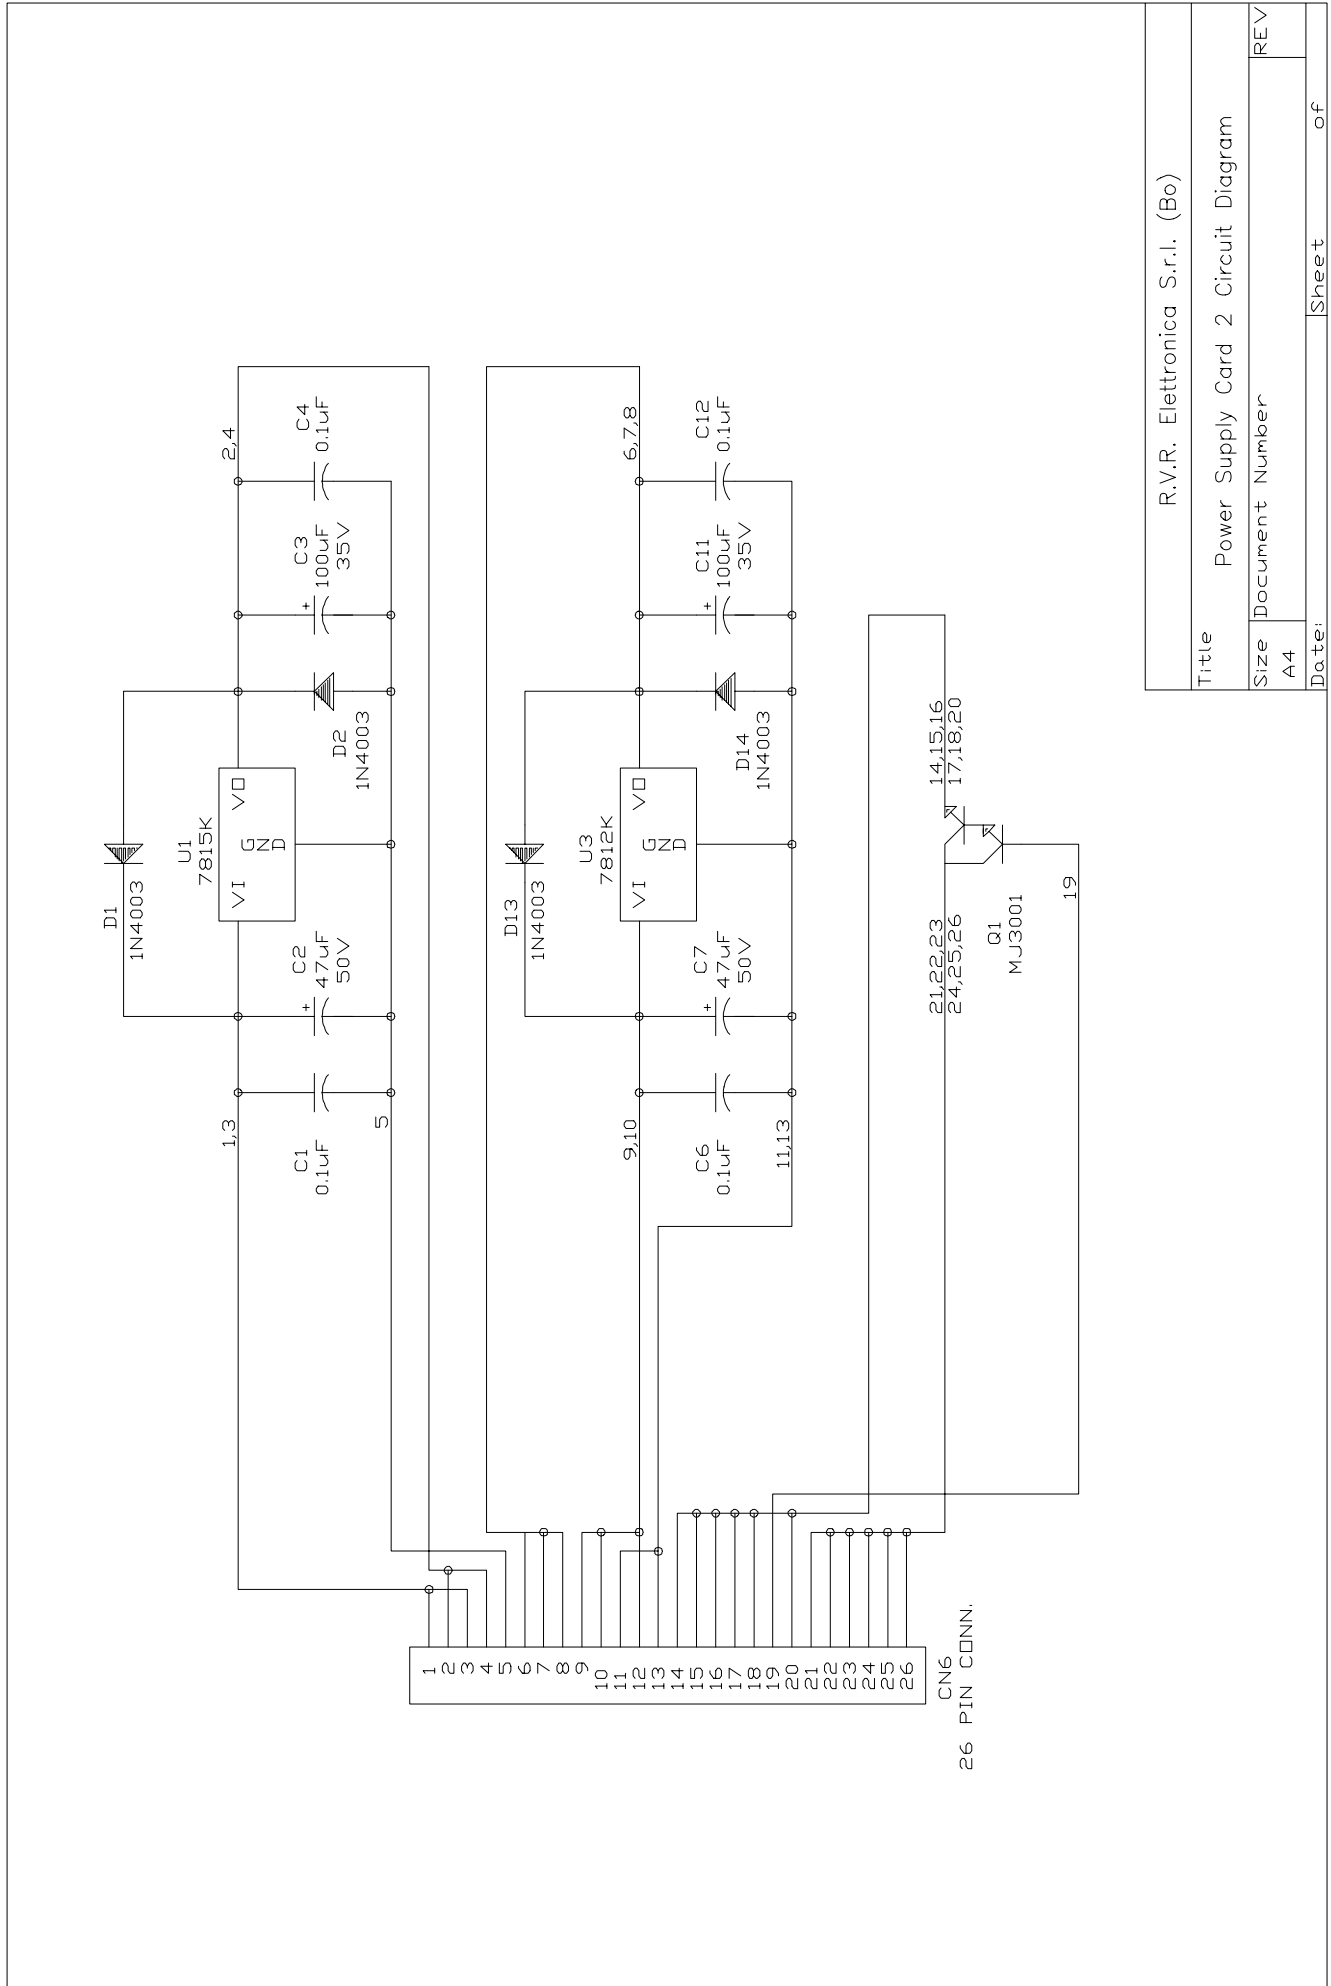 D1
1N4003
U1
7815K
VI
VO
GND
2,4
1,3
5
C1
0.1uF
C2
47uF
50V
D2
1N4003
C3
100uF
35V
C4
0.1uF
+
+
D13
1N4003
U3
7812K
VI
VO
GND
6,7,8
9,10
11,13
C6
0.1uF
C7
47uF
50V
D14
1N4003
C11
100uF
35V
C12
0.1uF
+
+
21,22,23
24,25,26
14,15,16
17,18,20
Q1
MJ3001
19
1
2
3
4
5
6
7
8
9
10
11
12
13
14
15
16
17
18
19
20
21
22
23
24
25
26
CN6
26 PIN CONN.
R.V.R. Elettronica S.r.l. (Bo)
Title
Power Supply Card 2 Circuit Diagram
Size
Document Number
REV
A4
Date:
Sheet
of